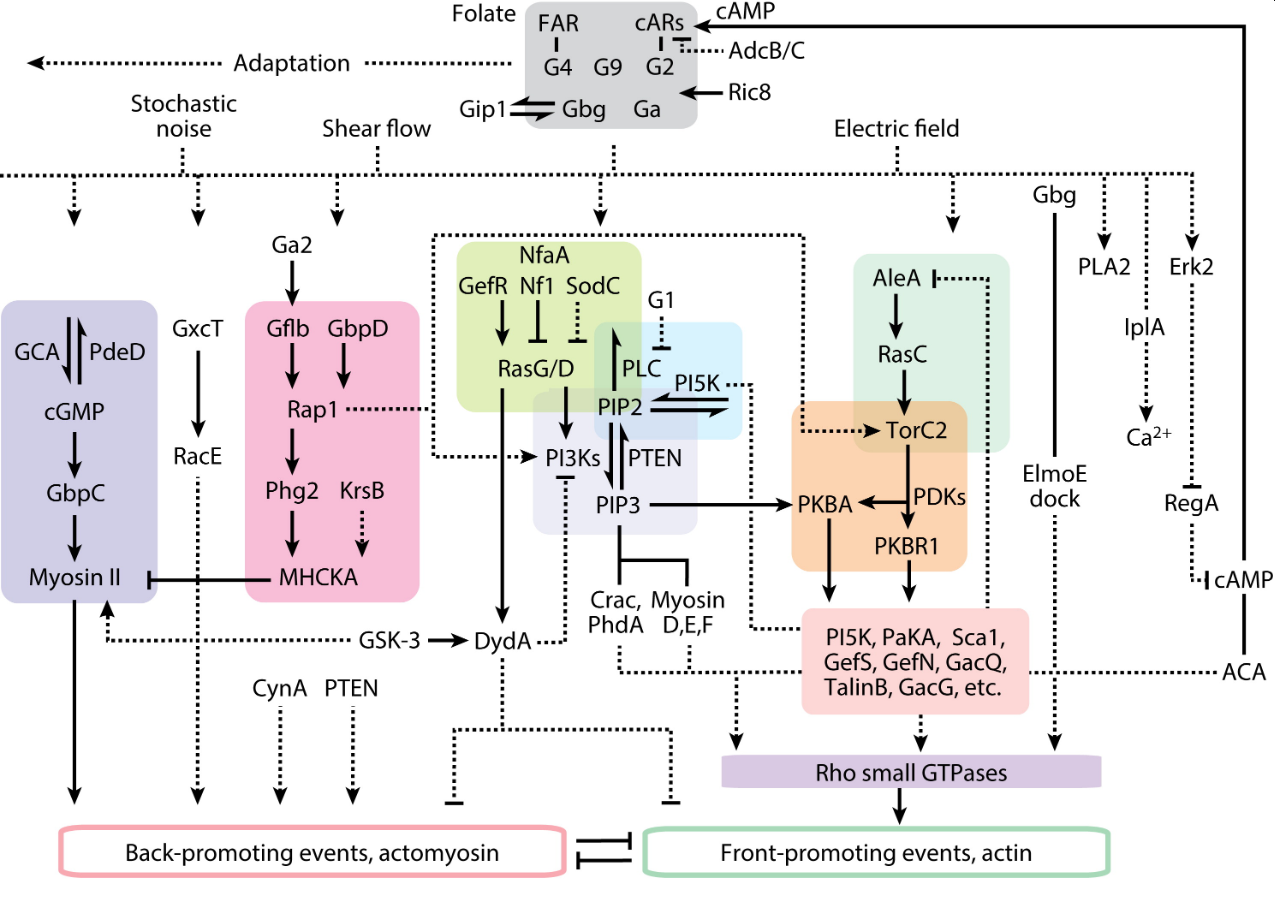 Folate
FAR
cARs
cAMP
AdcB/C
G4
G9
G2
Adaptation
Ric8
Gip1
Gbg
Ga
Stochastic
noise
Shear flow
Electric field
Gbg
Ga2
NfaA
PLA2
Erk2
AleA
GefR
Nf1
SodC
G1
GxcT
Gflb
GbpD
IplA
GCA
PdeD
RasC
RasG/D
PLC
PI5K
cGMP
Rap1
PIP2
TorC2
Ca²⁺
RacE
PI3Ks
PTEN
ElmoE
dock
GbpC
Phg2
KrsB
PIP3
PKBA
PDKs
RegA
PKBR1
Myosin II
MHCKA
cAMP
Crac,
PhdA
Myosin
D,E,F
GSK-3
DydA
PI5K, PaKA, Sca1,
GefS, GefN, GacQ,
TalinB, GacG, etc.
ACA
CynA
PTEN
Rho small GTPases
Back-promoting events, actomyosin
Front-promoting events, actin